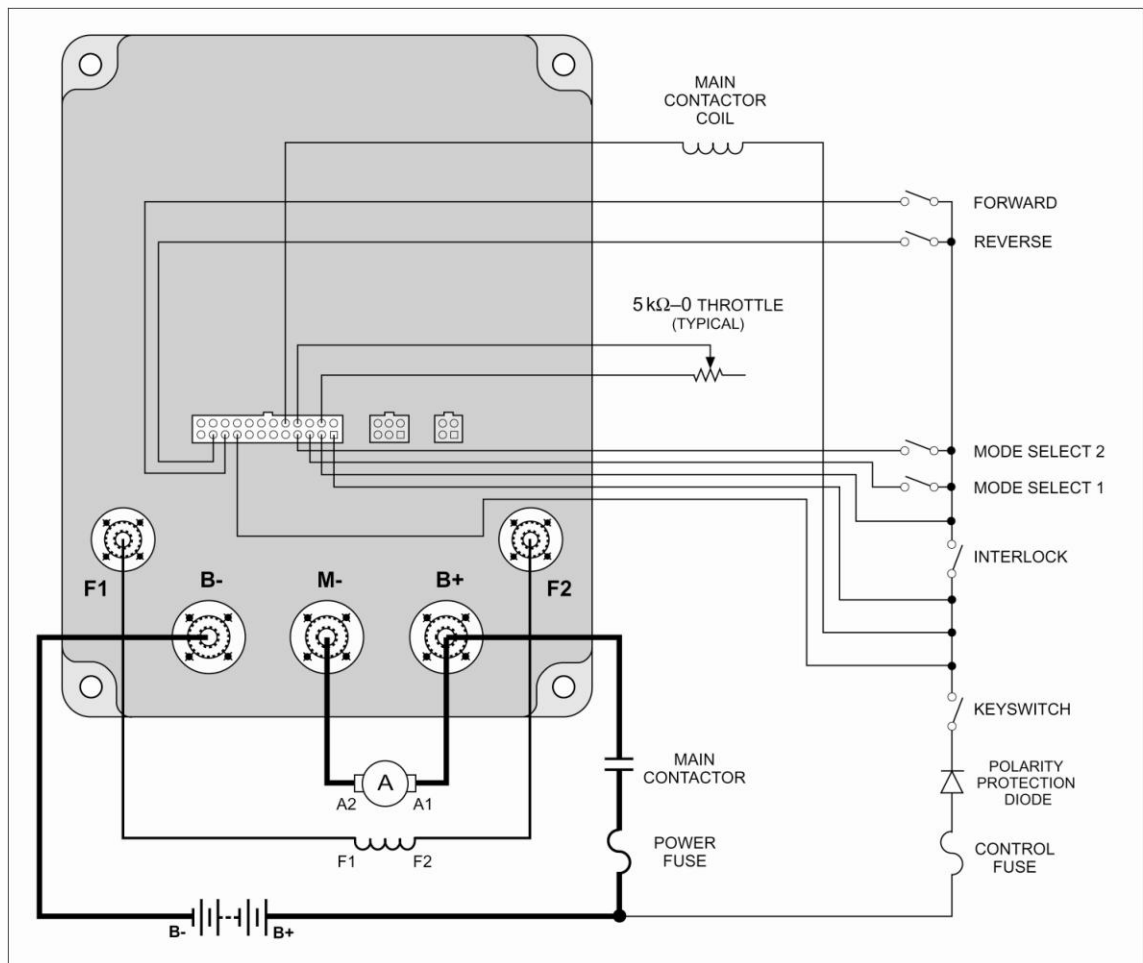 MAIN
CONTACTOR
COIL
FORWARD
REVERSE
5 kΩ–0 THROTTLE
(TYPICAL)
MODE SELECT 2
MODE SELECT 1
INTERLOCK
F1
B-
M-
B+
F2
KEYSWITCH
MAIN
CONTACTOR
POLARITY
PROTECTION
DIODE
A
A2
A1
POWER
FUSE
CONTROL
FUSE
F1
F2
B-
B+